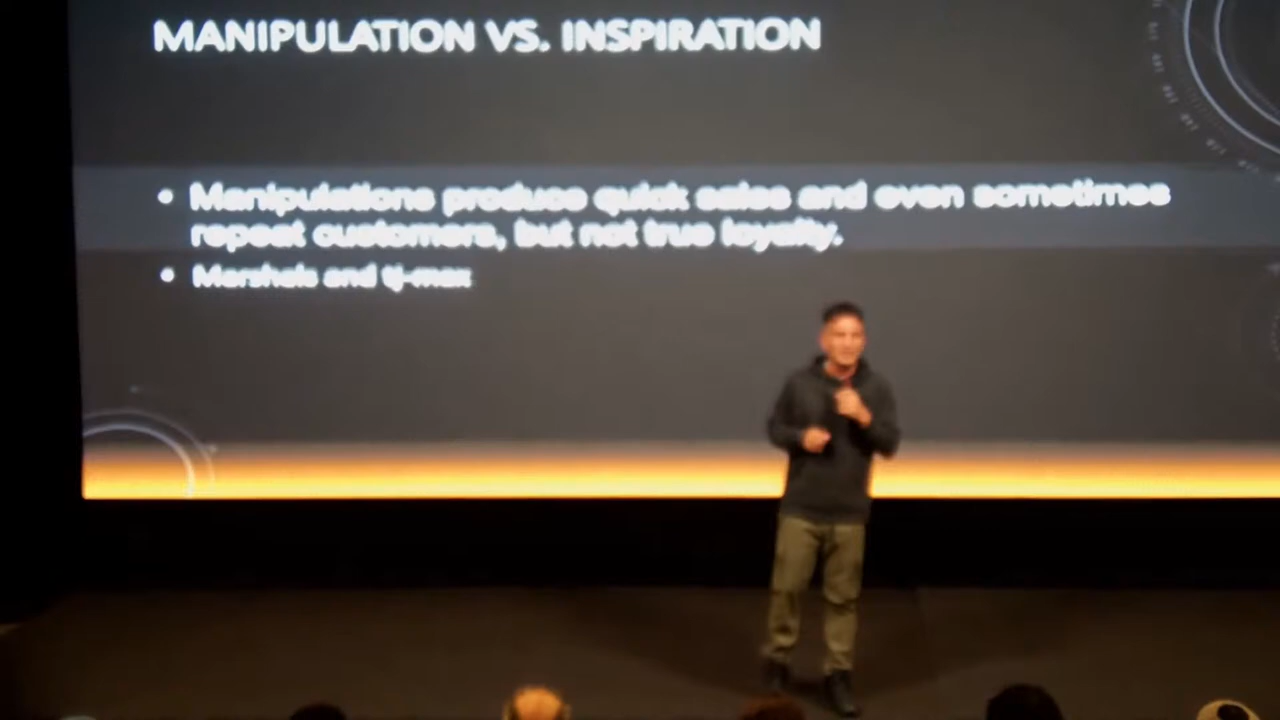 MANIPULATION VS. INSPIRATION
• Manipulations produce quick sales and even sometimes
repeat customers, but not true loyalty.
• Marshals and tj-max